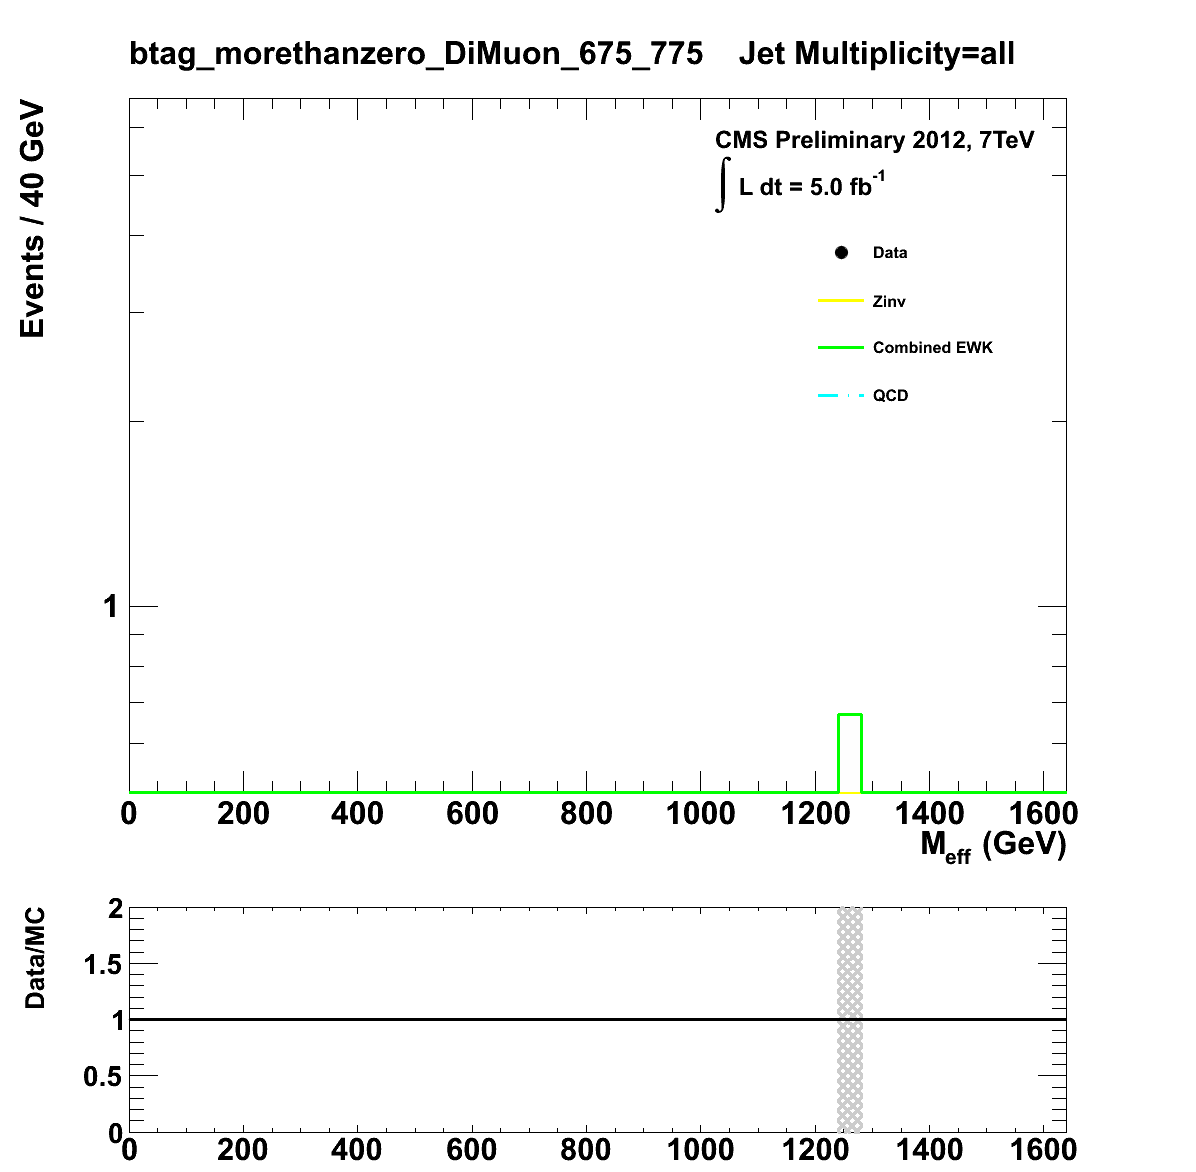 btag_morethanzero_DiMuon_675_775 Jet Multiplicity=all
Events / 40 GeV
CMS Preliminary 2012, 7TeV
∫ L dt = 5.0 fb⁻¹
Data
Zinv
Combined EWK
QCD
1
0 200 400 600 800 1000 1200 1400 1600
M_eff (GeV)
Data/MC
2
1.5
1
0.5
0
0 200 400 600 800 1000 1200 1400 1600